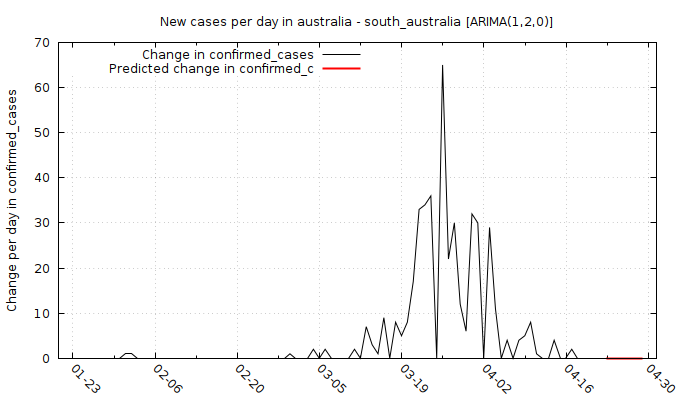 New cases per day in australia - south_australia [ARIMA(1,2,0)]
Change in confirmed_cases
Predicted change in confirmed_c
Change per day in confirmed_cases
70
60
50
40
30
20
10
0
01-23 02-06 02-20 03-05 03-19 04-02 04-16 04-30